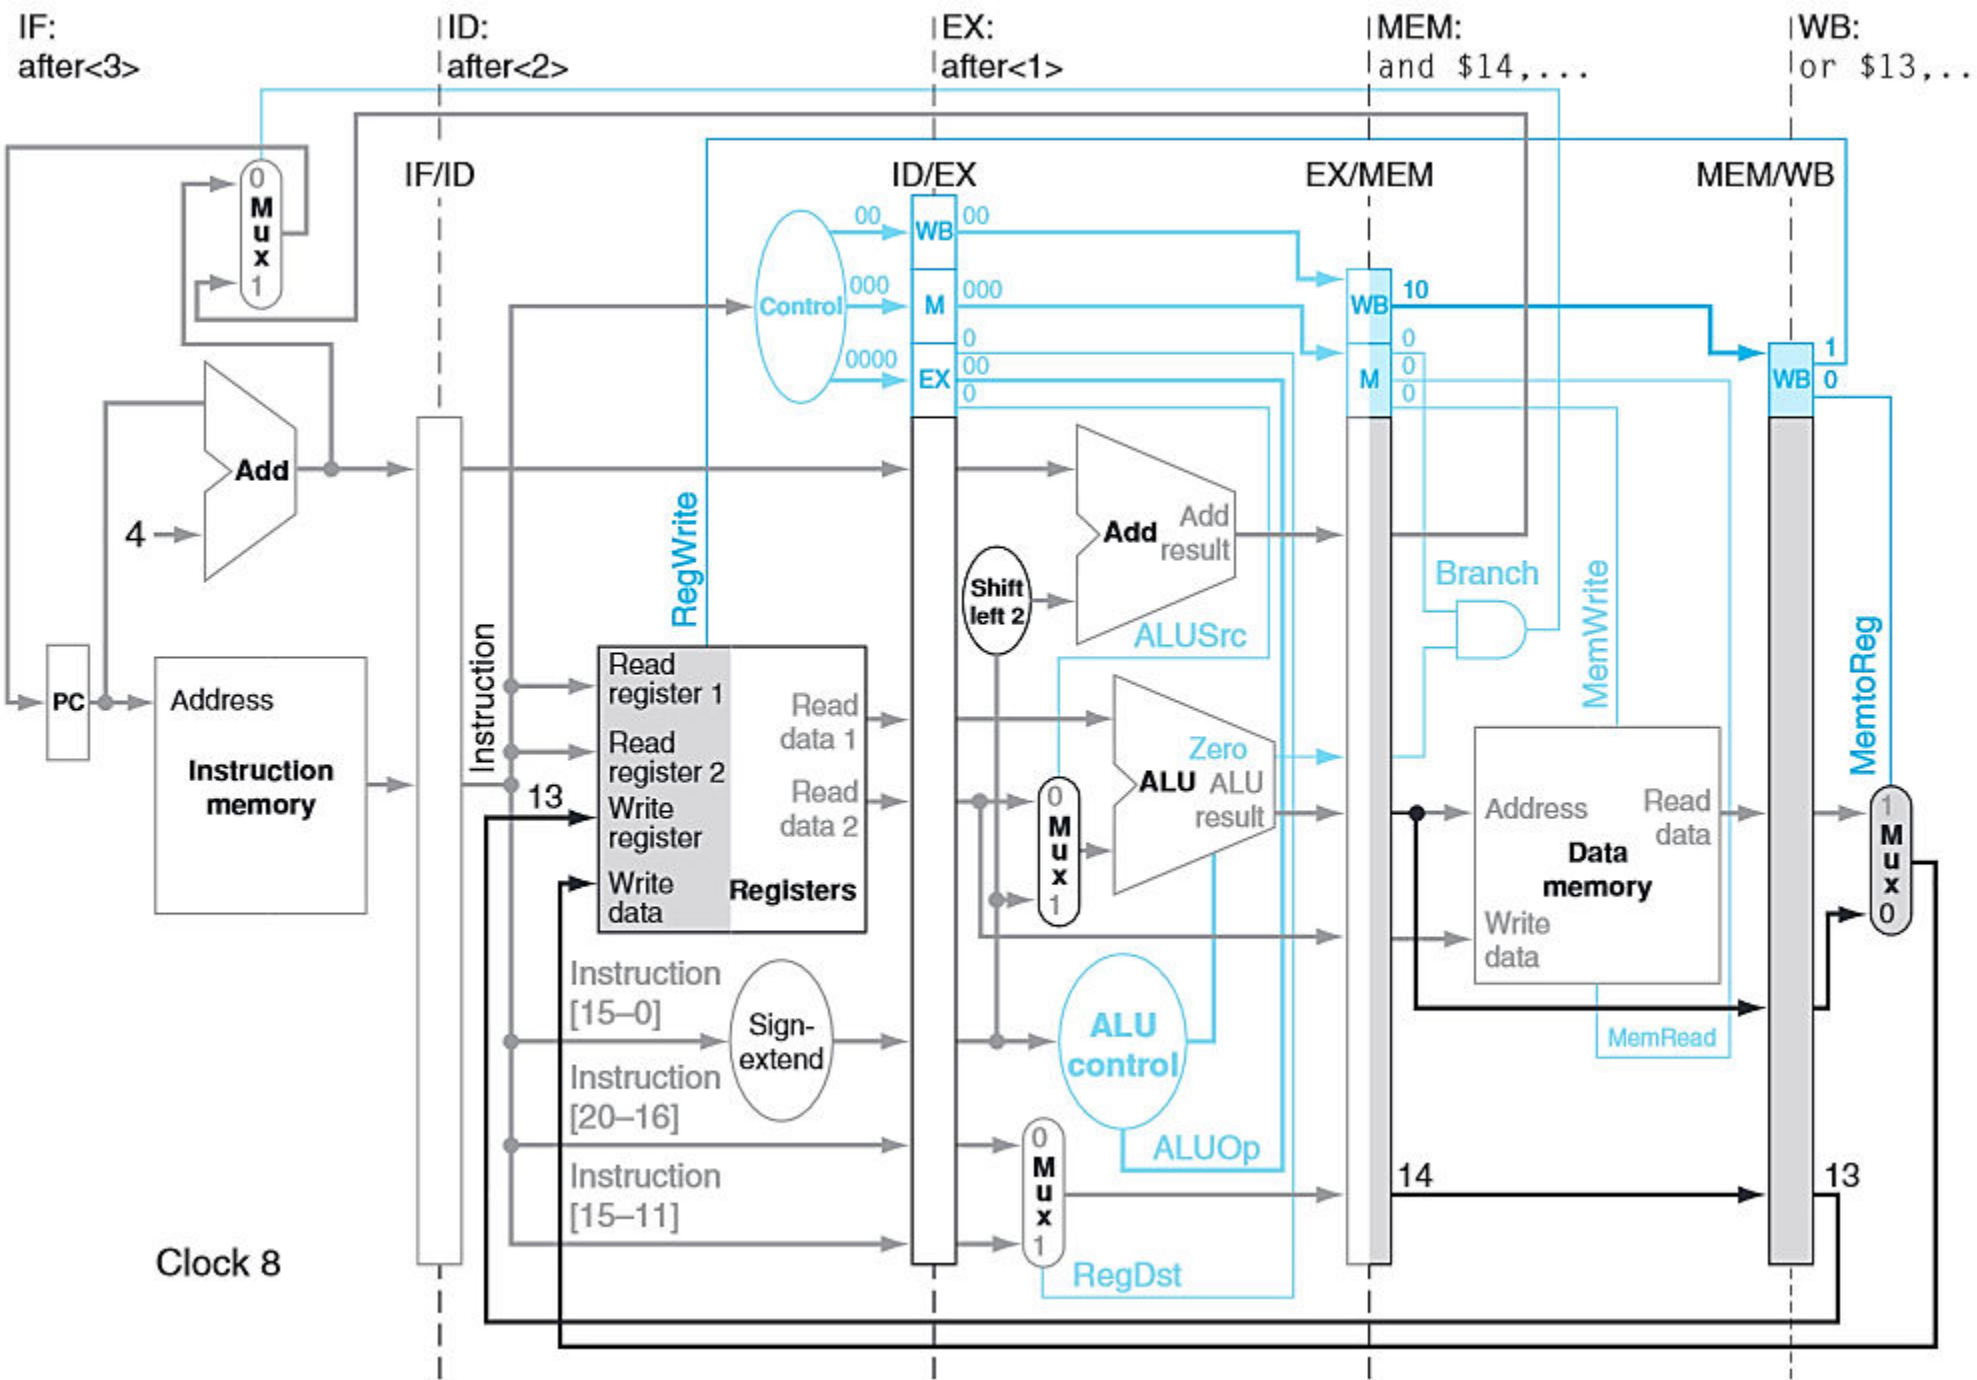 IF:
after<3>
ID:
after<2>
EX:
after<1>
MEM:
and $14,...
WB:
or $13,..
IF/ID
ID/EX
EX/MEM
MEM/WB
0
Mux
1
Control
00
000
0000
WB
M
EX
00
000
0
00
0
WB
M
10
0
0
0
WB
1
0
Add
4
RegWrite
Add
Add
result
Shift
left 2
ALUSrc
Branch
MemWrite
MemtoReg
PC
Address
Instruction
memory
Instruction
Read
register 1
Read
register 2
13
Write
register
Write
data
Read
data 1
Read
data 2
Registers
0
Mux
1
Zero
ALU
ALU
result
Address
Read
data
Data
memory
Write
data
MemRead
1
Mux
0
Instruction
[15–0]
Sign-
extend
ALU
control
Instruction
[20–16]
Instruction
[15–11]
0
Mux
1
ALUOp
RegDst
14
13
Clock 8